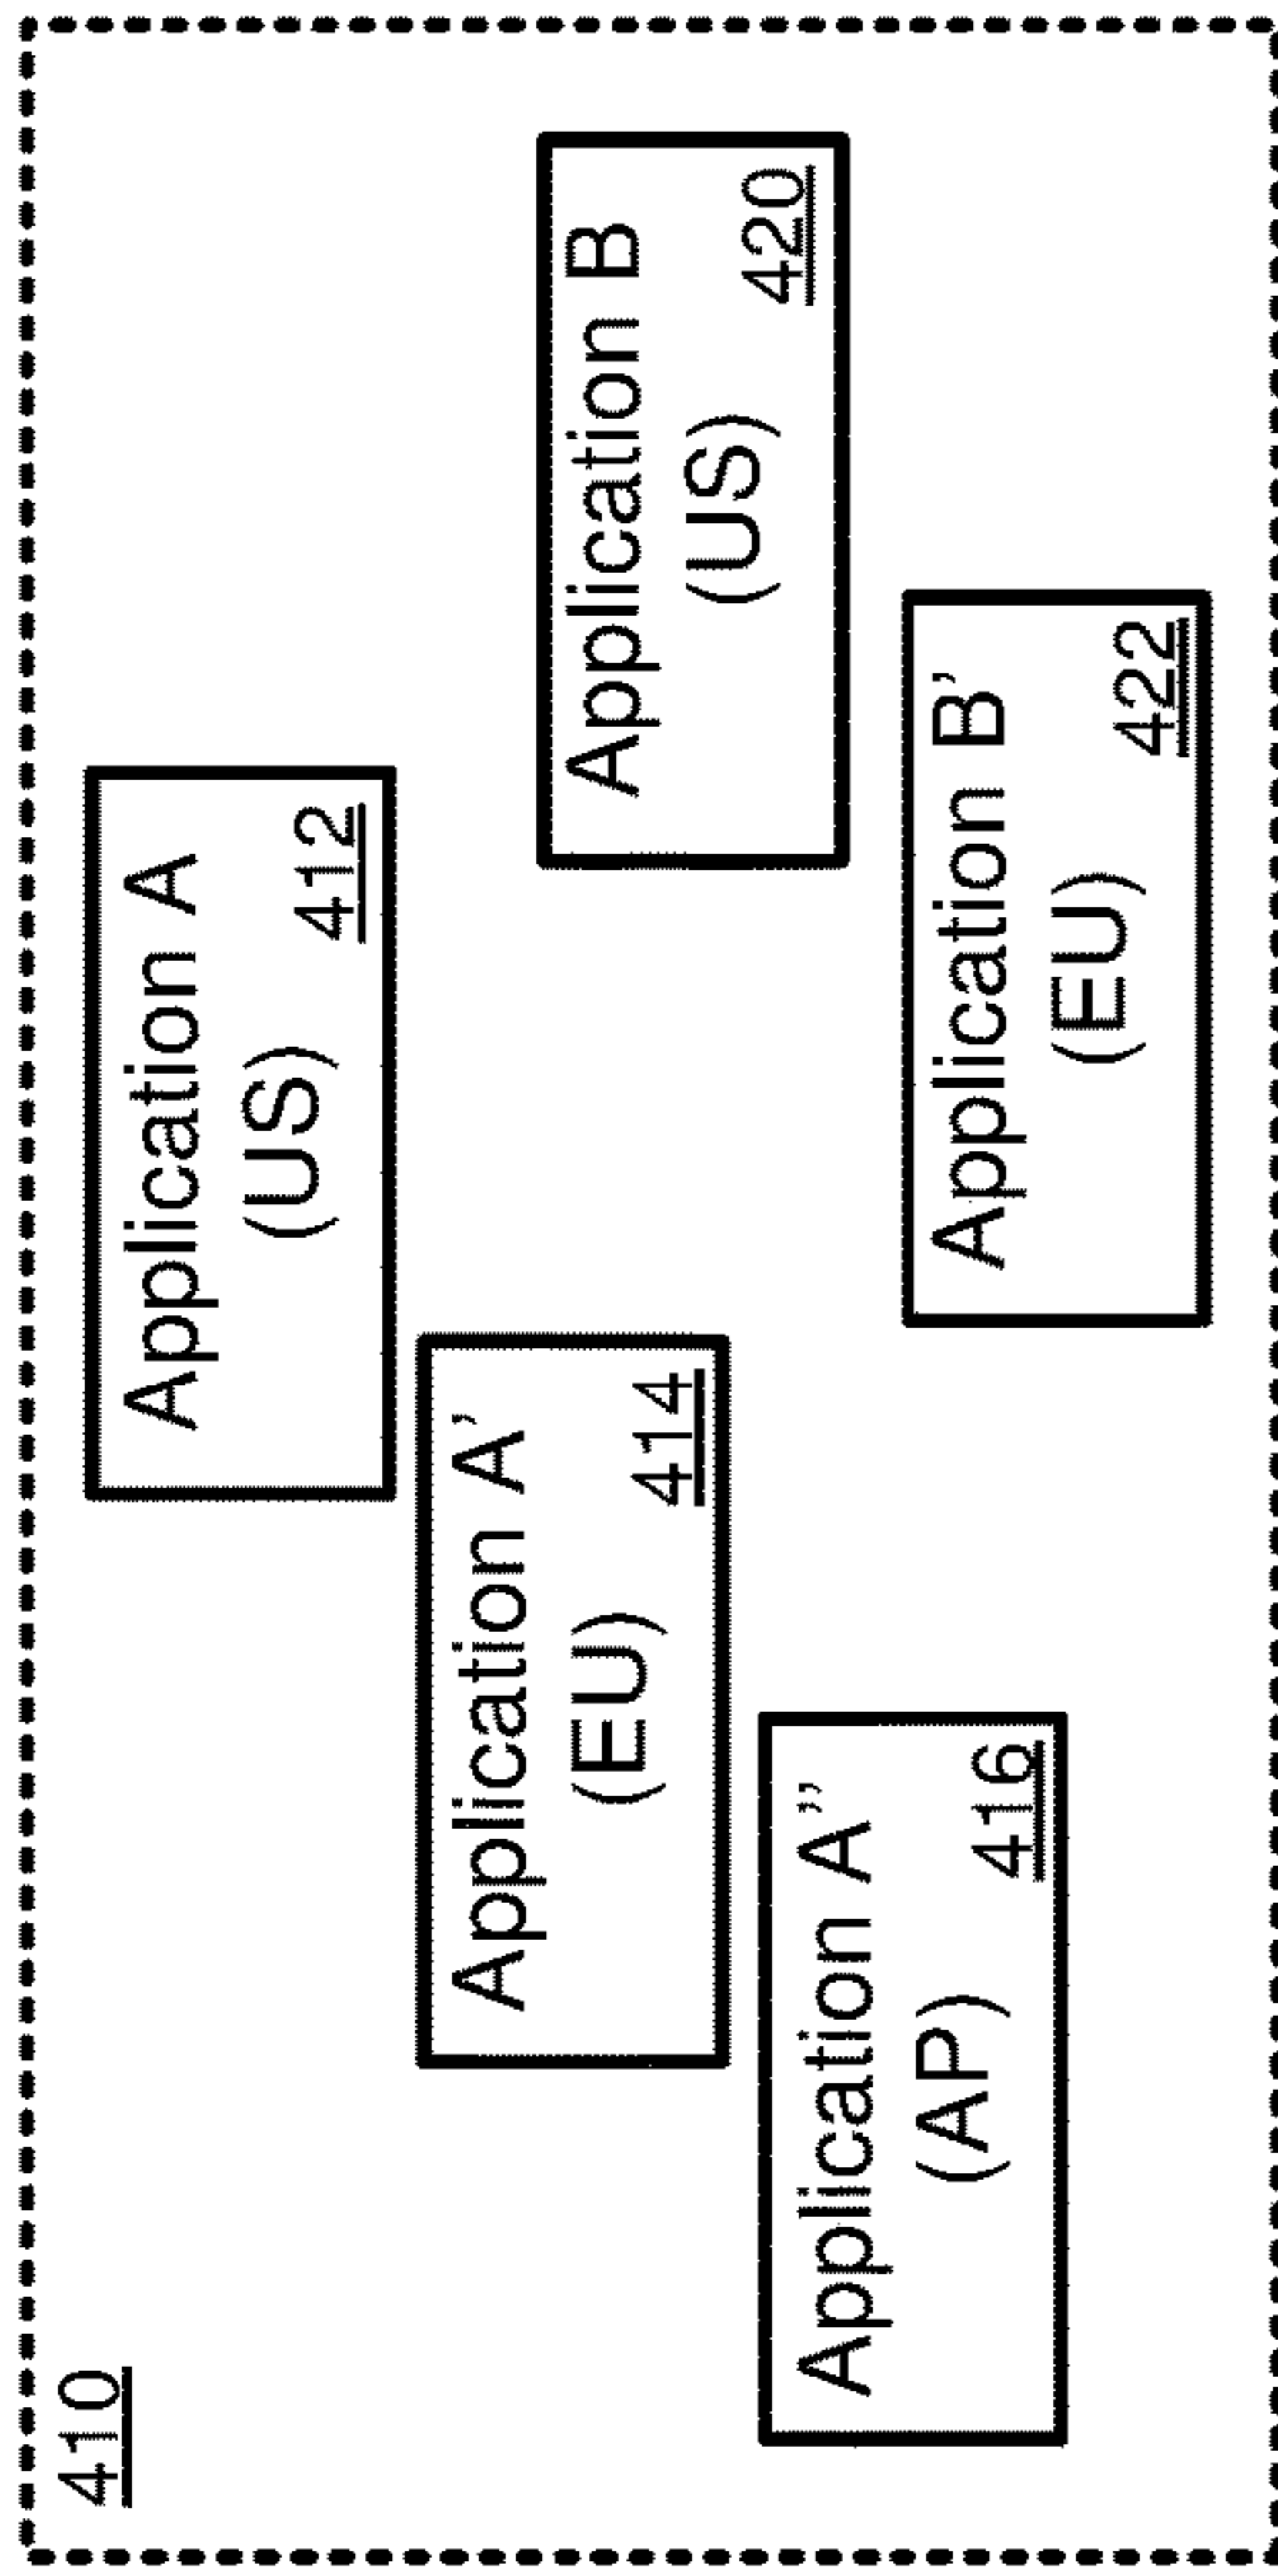 410
Application A
(US)
412
Application A’
(EU)
414
Application B
(US)
420
Application A’’
(AP)
416
Application B’
(EU)
422